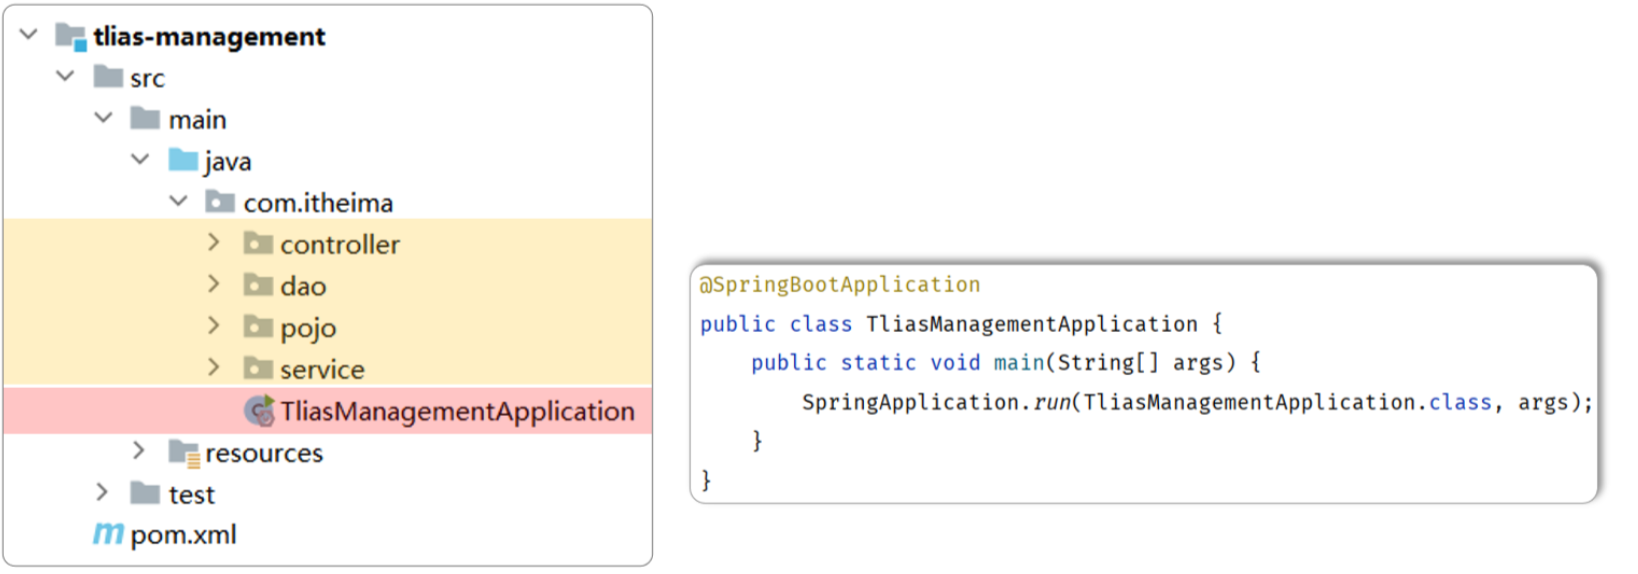 tlias-management
src
main
java
com.itheima
controller
dao
pojo
service
TliasManagementApplication
resources
test
pom.xml
@SpringBootApplication
public class TliasManagementApplication {
    public static void main(String[] args) {
        SpringApplication.run(TliasManagementApplication.class, args);
    }
}